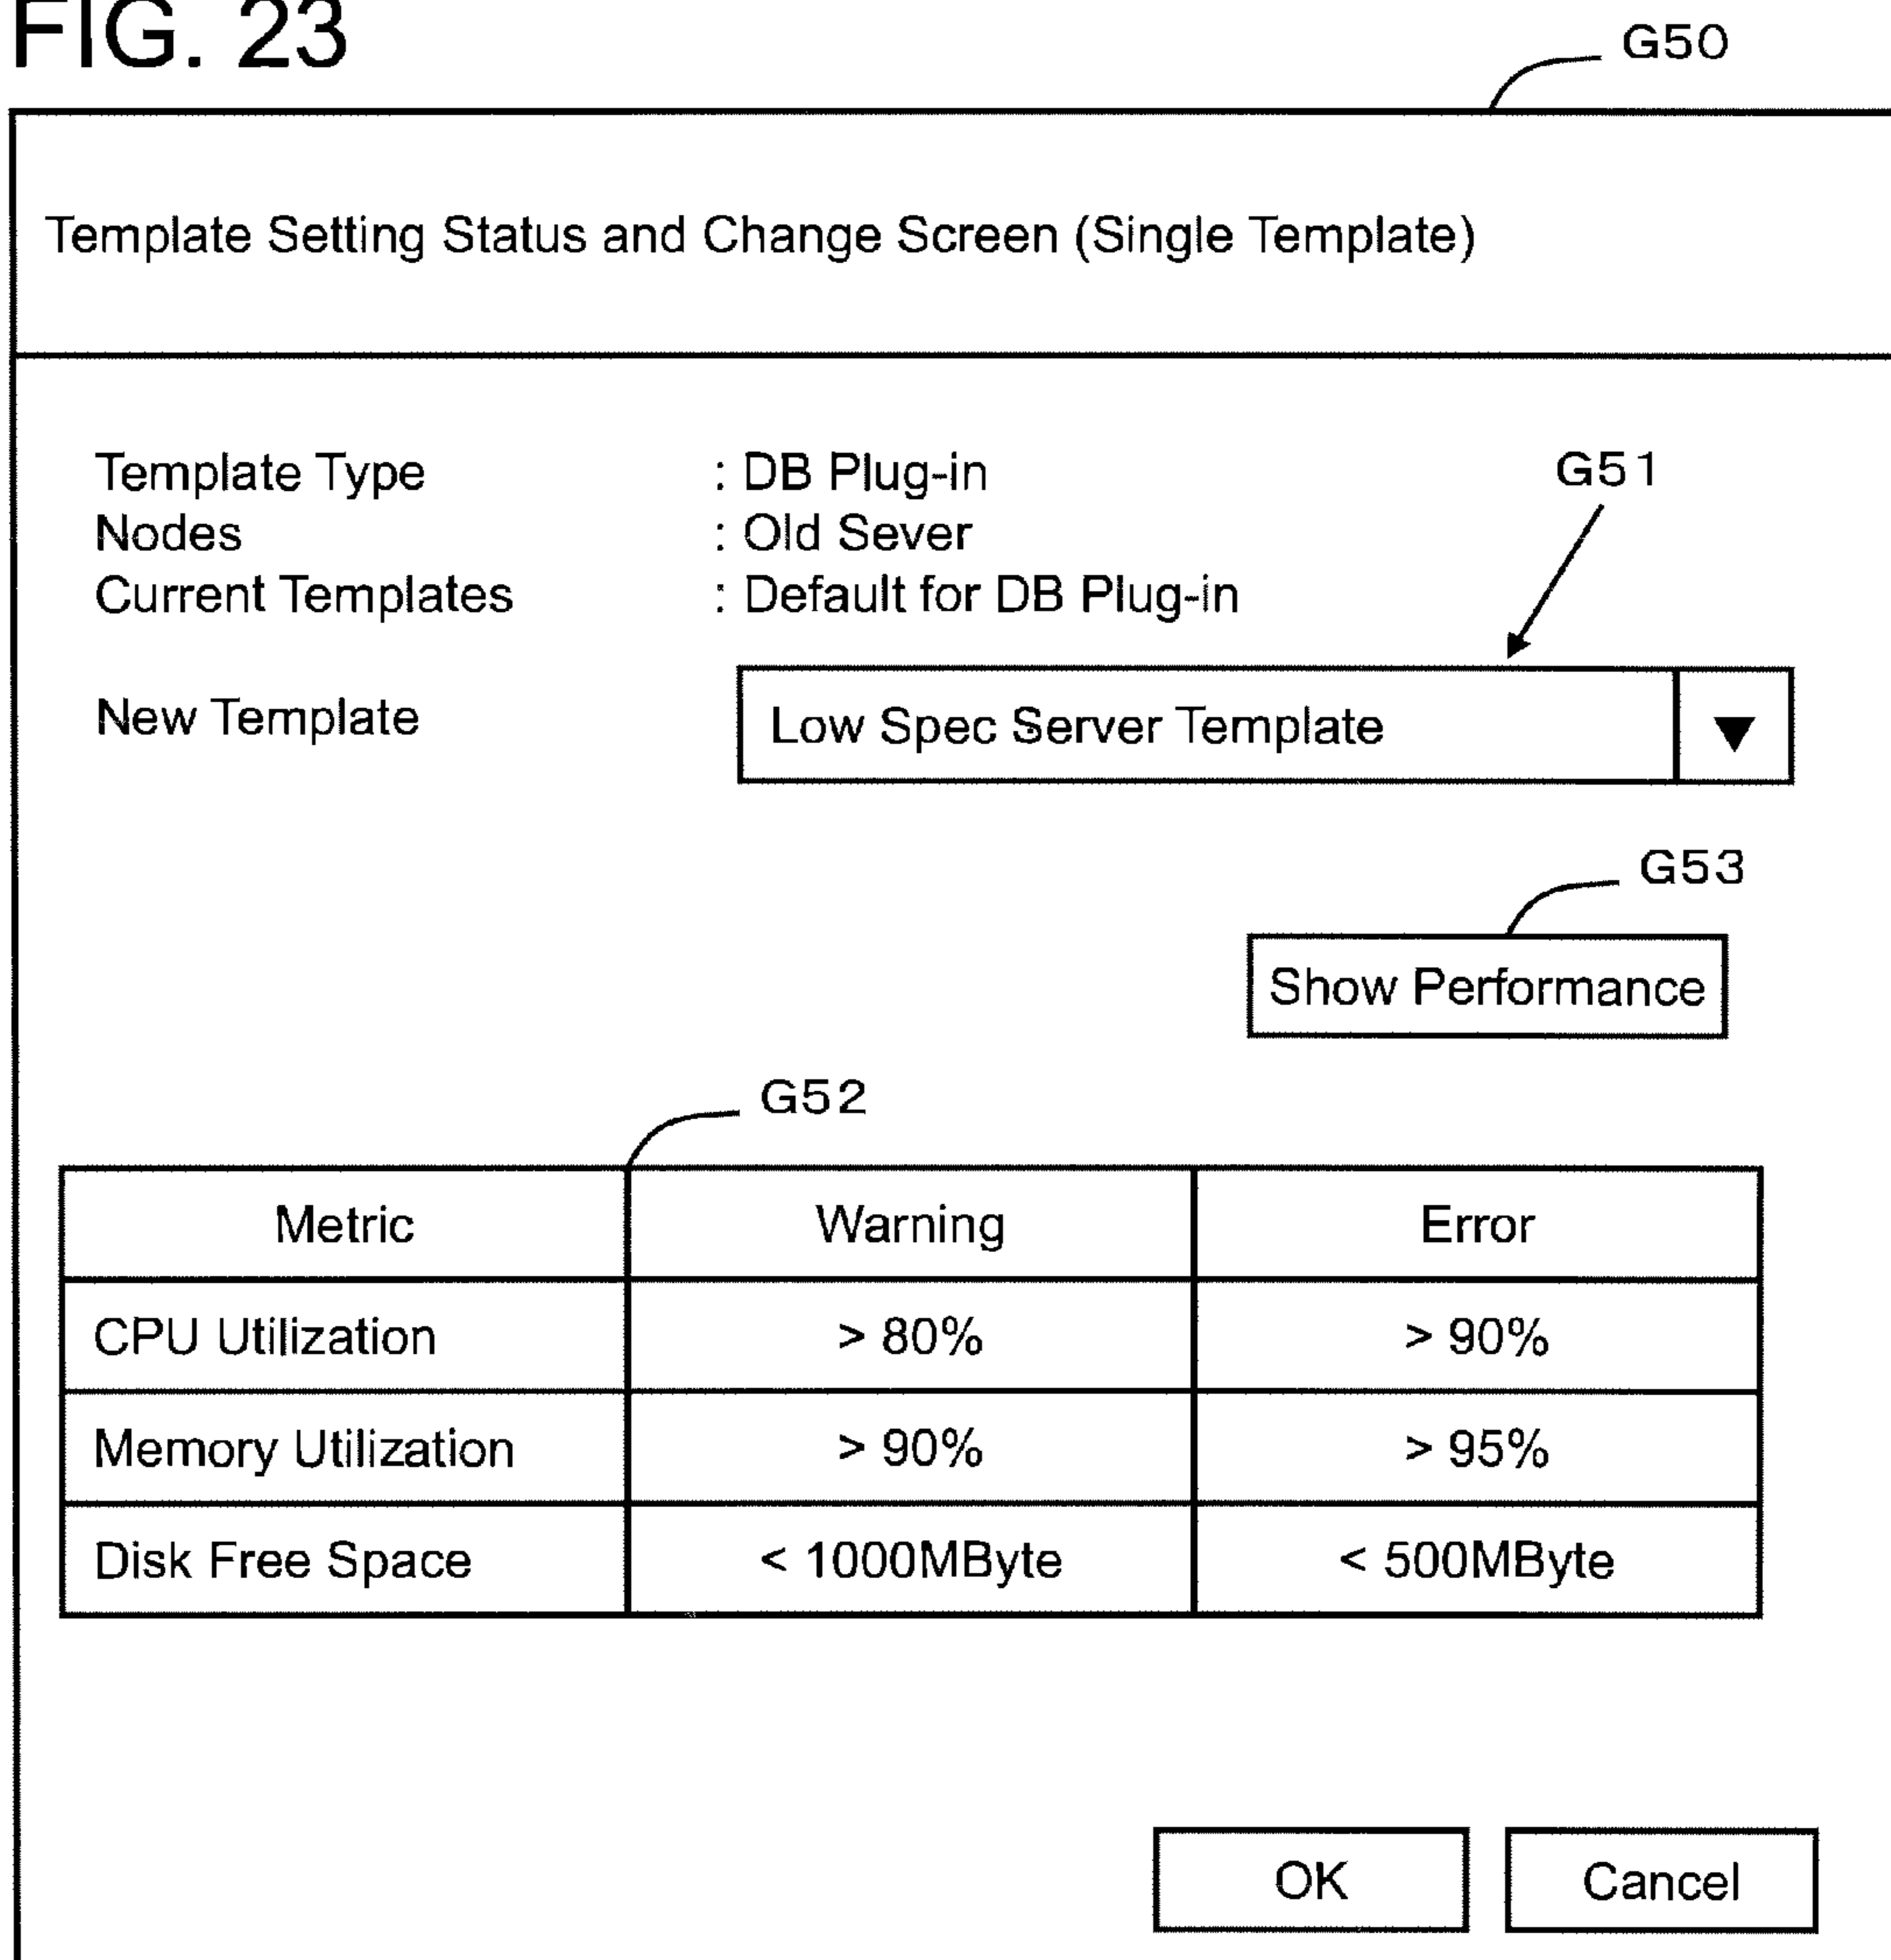 FIG. 23
G50
Template Setting Status and Change Screen (Single Template)
Template Type : DB Plug-in
G51
Nodes : Old Sever
Current Templates : Default for DB Plug-in
New Template Low Spec Server Template ▼
G53
Show Performance
G52
Metric Warning Error
CPU Utilization > 80% > 90%
Memory Utilization > 90% > 95%
Disk Free Space < 1000MByte < 500MByte
OK Cancel